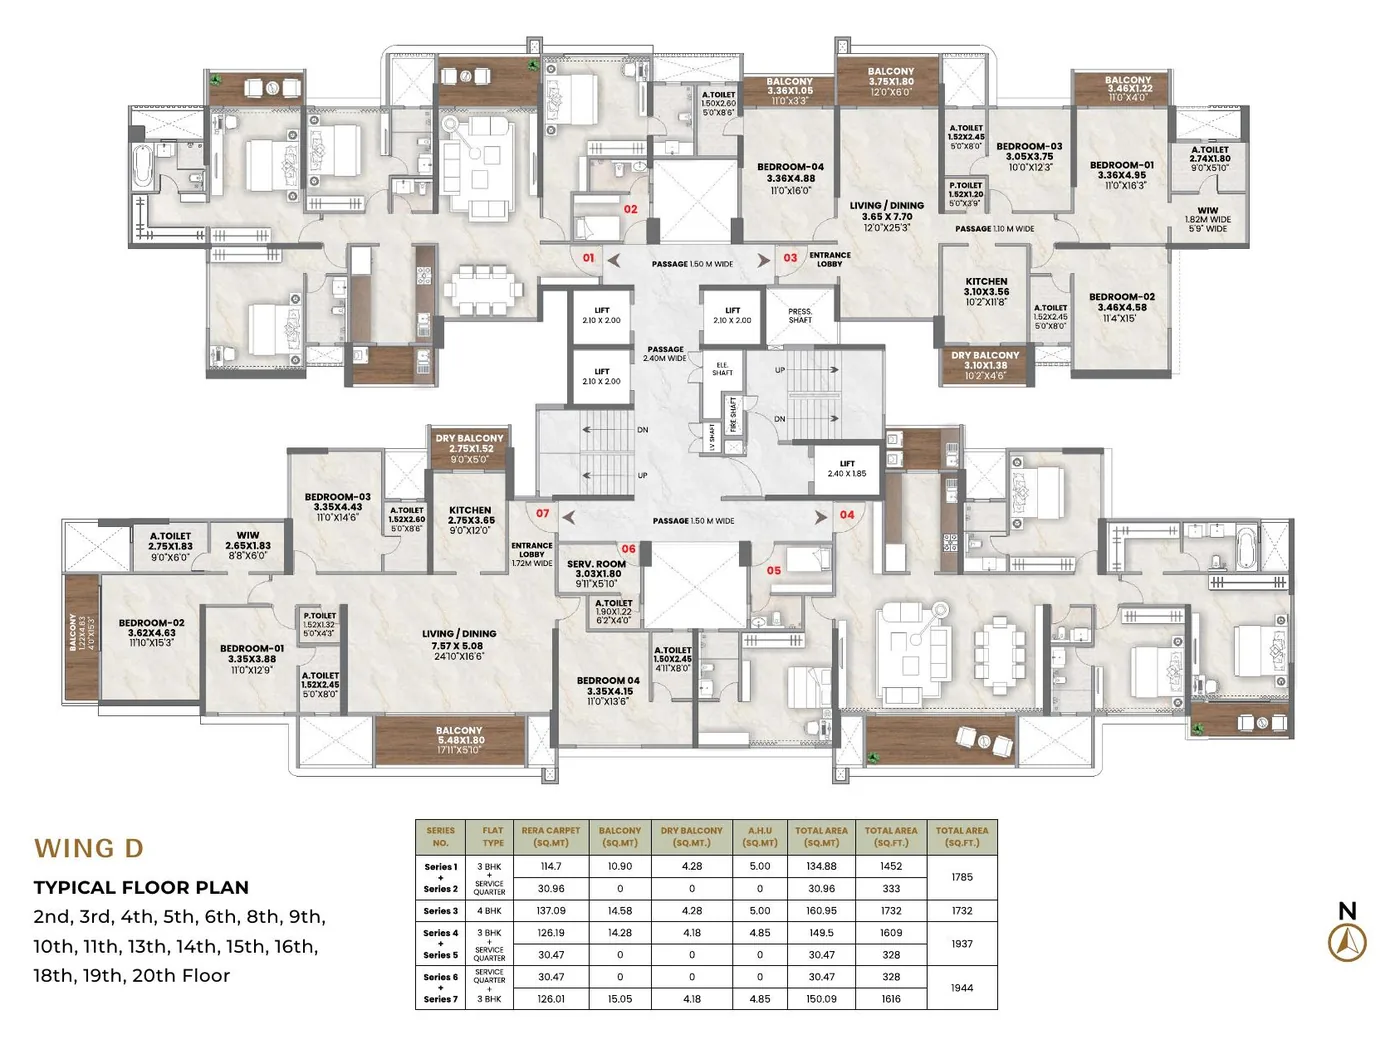 BALCONY
3.36X1.05
11'0"X3'3"
BALCONY
3.75X1.80
12'0"X6'0"
BALCONY
3.46X1.22
11'0"X4'0"
A.TOILET
1.50X2.60
5'0"X8'6"
BEDROOM-04
3.36X4.88
11'0"X16'0"
LIVING / DINING
3.65 X 7.70
12'0"X25'3"
A.TOILET
1.52X2.45
5'0"X8'0"
BEDROOM-03
3.05X3.75
10'0"X12'3"
P.TOILET
1.52X1.20
5'0"X3'9"
BEDROOM-01
3.36X4.95
11'0"X16'3"
A.TOILET
2.74X1.80
9'0"X5'10"
WIW
1.82M WIDE
5'9" WIDE
PASSAGE 1.10 M WIDE
02
01
PASSAGE 1.50 M WIDE
03
ENTRANCE
LOBBY
KITCHEN
3.10X3.56
10'2"X11'8"
A.TOILET
1.52X2.45
5'0"X8'0"
BEDROOM-02
3.46X4.58
11'4"X15'
DRY BALCONY
3.10X1.38
10'2"X4'6"
LIFT
2.10 X 2.00
LIFT
2.10 X 2.00
PRESS.
SHAFT
PASSAGE
2.40M WIDE
LIFT
2.10 X 2.00
ELE.
SHAFT
UP
DN
FIRE SHAFT
LV SHAFT
DN
UP
LIFT
2.40 X 1.85
DRY BALCONY
2.75X1.52
9'0"X5'0"
BEDROOM-03
3.35X4.43
11'0"X14'6"
A.TOILET
1.52X2.60
5'0"X8'6"
KITCHEN
2.75X3.65
9'0"X12'0"
07
PASSAGE 1.50 M WIDE
04
ENTRANCE
LOBBY
1.72M WIDE
06
SERV. ROOM
3.03X1.80
9'11"X5'10"
05
A.TOILET
2.75X1.83
9'0"X6'0"
WIW
2.65X1.83
8'8"X6'0"
BALCONY
1.22X4.83
4'0"X15'3"
BEDROOM-02
3.62X4.63
11'10"X15'3"
BEDROOM-01
3.35X3.88
11'0"X12'9"
P.TOILET
1.52X1.32
5'0"X4'3"
A.TOILET
1.52X2.45
5'0"X8'0"
LIVING / DINING
7.57 X 5.08
24'10"X16'6"
A.TOILET
1.90X1.22
6'2"X4'0"
BEDROOM 04
3.35X4.15
11'0"X13'6"
A.TOILET
1.50X2.45
4'11"X8'0"
BALCONY
5.48X1.80
17'11"X5'10"
WING D
TYPICAL FLOOR PLAN
2nd, 3rd, 4th, 5th, 6th, 8th, 9th,
10th, 11th, 13th, 14th, 15th, 16th,
18th, 19th, 20th Floor
SERIES NO. FLAT TYPE RERA CARPET (SQ.MT) BALCONY (SQ.MT) DRY BALCONY (SQ.MT.) A.H.U (SQ.MT) TOTAL AREA (SQ.MT) TOTAL AREA (SQ.FT.) TOTAL AREA (SQ.FT.)
Series 1 + Series 2 3 BHK + SERVICE QUARTER 114.7 10.90 4.28 5.00 134.88 1452 1785
30.96 0 0 0 30.96 333
Series 3 4 BHK 137.09 14.58 4.28 5.00 160.95 1732 1732
Series 4 + Series 5 3 BHK + SERVICE QUARTER 126.19 14.28 4.18 4.85 149.5 1609 1937
30.47 0 0 0 30.47 328
Series 6 + Series 7 SERVICE QUARTER + 3 BHK 30.47 0 0 0 30.47 328 1944
126.01 15.05 4.18 4.85 150.09 1616
N